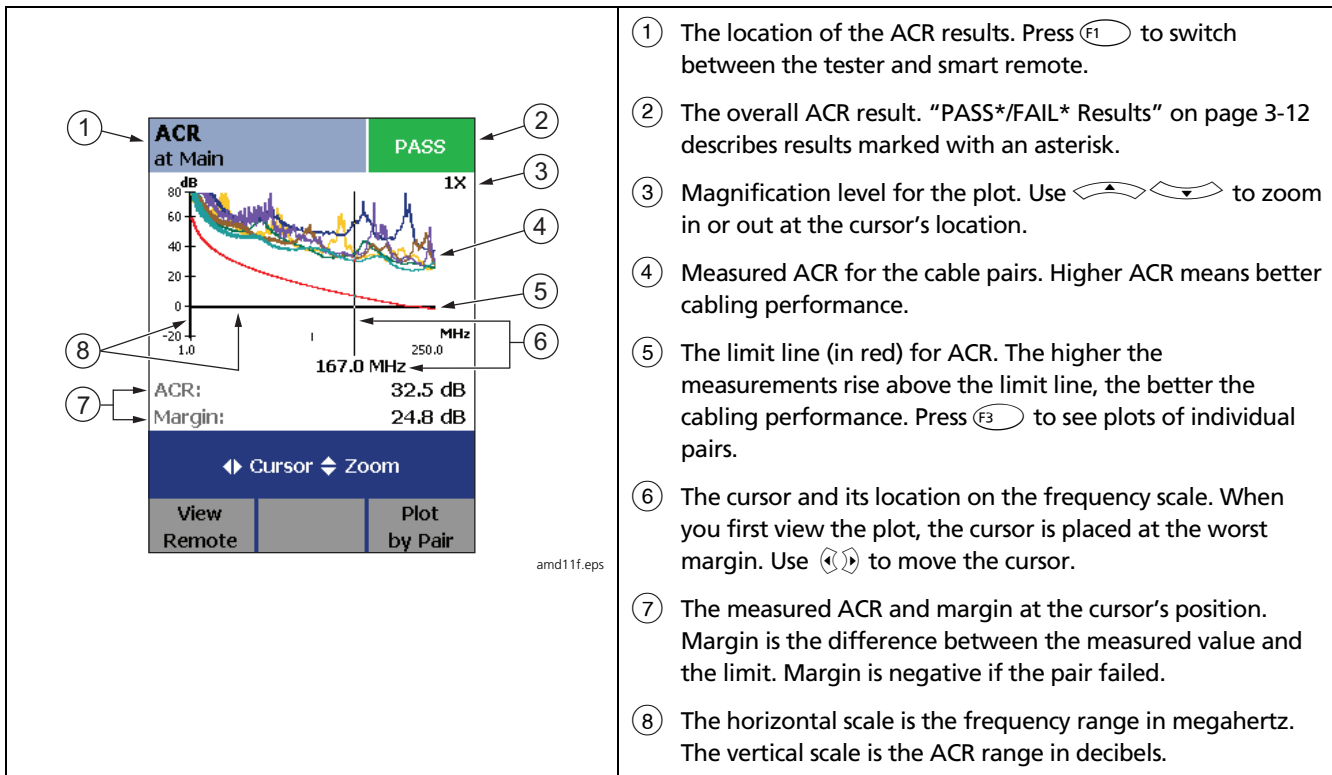 1
ACR
at Main
PASS
2
1X
3
dB
80
60
40
20
0
-20
4
5
1.0
MHz
250.0
6
167.0 MHz
8
ACR: 32.5 dB
Margin: 24.8 dB
7
Cursor Zoom
View Remote
Plot by Pair
amd11f.eps
1 The location of the ACR results. Press F1 to switch
between the tester and smart remote.
2 The overall ACR result. “PASS*/FAIL* Results” on page 3-12
describes results marked with an asterisk.
3 Magnification level for the plot. Use to zoom
in or out at the cursor’s location.
4 Measured ACR for the cable pairs. Higher ACR means better
cabling performance.
5 The limit line (in red) for ACR. The higher the
measurements rise above the limit line, the better the
cabling performance. Press F3 to see plots of individual
pairs.
6 The cursor and its location on the frequency scale. When
you first view the plot, the cursor is placed at the worst
margin. Use to move the cursor.
7 The measured ACR and margin at the cursor’s position.
Margin is the difference between the measured value and
the limit. Margin is negative if the pair failed.
8 The horizontal scale is the frequency range in megahertz.
The vertical scale is the ACR range in decibels.